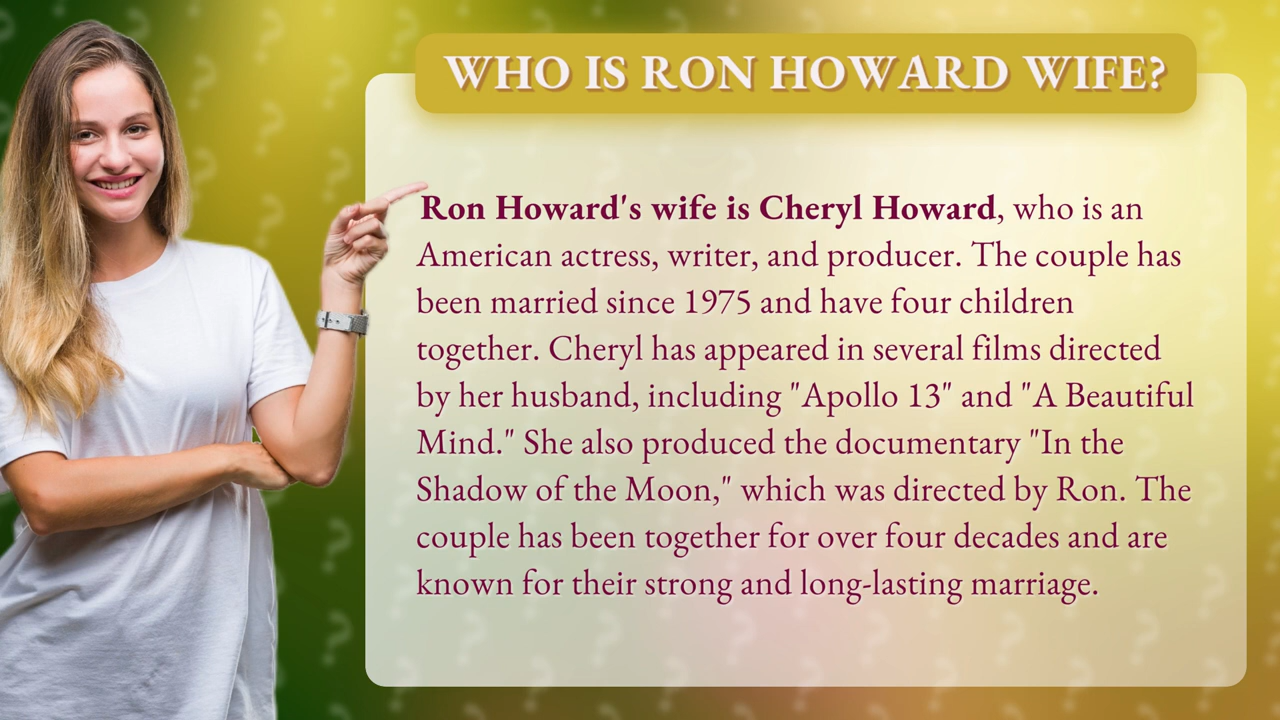 WHO IS RON HOWARD WIFE?
Ron Howard's wife is Cheryl Howard, who is an
American actress, writer, and producer. The couple has
been married since 1975 and have four children
together. Cheryl has appeared in several films directed
by her husband, including "Apollo 13" and "A Beautiful
Mind." She also produced the documentary "In the
Shadow of the Moon," which was directed by Ron. The
couple has been together for over four decades and are
known for their strong and long-lasting marriage.